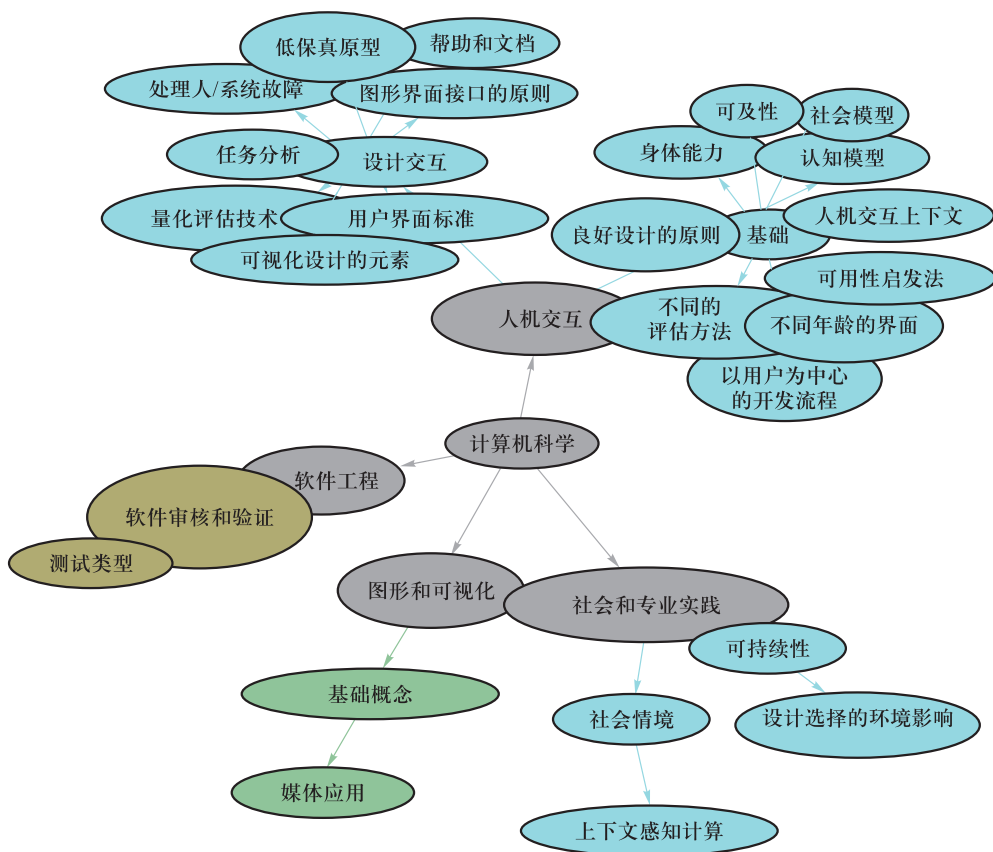 低保真原型
帮助和文档
处理人/系统故障
图形界面接口的原则
任务分析
设计交互
量化评估技术
用户界面标准
可视化设计的元素
可及性
社会模型
身体能力
认知模型
人机交互上下文
良好设计的原则
基础
可用性启发法
人机交互
不同的
评估方法
不同年龄的界面
以用户为中心
的开发流程
计算机科学
软件工程
软件审核和验证
测试类型
图形和可视化
社会和专业实践
可持续性
基础概念
社会情境
设计选择的环境影响
媒体应用
上下文感知计算